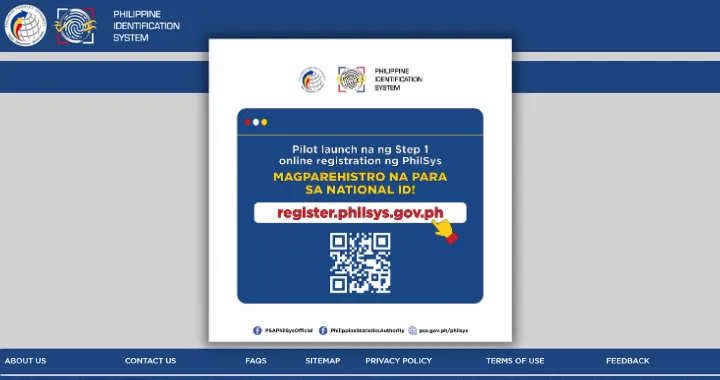 PHILIPPINE
IDENTIFICATION
SYSTEM
PHILIPPINE
IDENTIFICATION
SYSTEM
Pilot launch na ng Step 1
online registration ng PhilSys
MAGPAREHISTRO NA PARA
SA NATIONAL ID!
register.philsys.gov.ph
PSAPhilSysOfficial PhilippineStatisticsAuthority psa.gov.ph/philsys
ABOUT US CONTACT US FAQS SITEMAP PRIVACY POLICY TERMS OF USE FEEDBACK